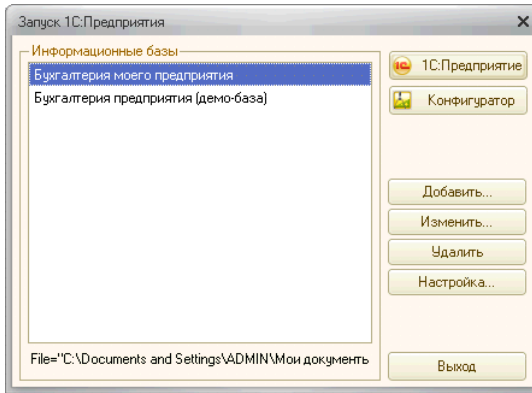 Запуск 1С:Предприятия
Информационные базы
Бухгалтерия моего предприятия
Бухгалтерия предприятия (демо-база)
File="C:\Documents and Settings\ADMIN\Мои документь
1С:Предприятие
Конфигуратор
Добавить...
Изменить...
Удалить
Настройка...
Выход